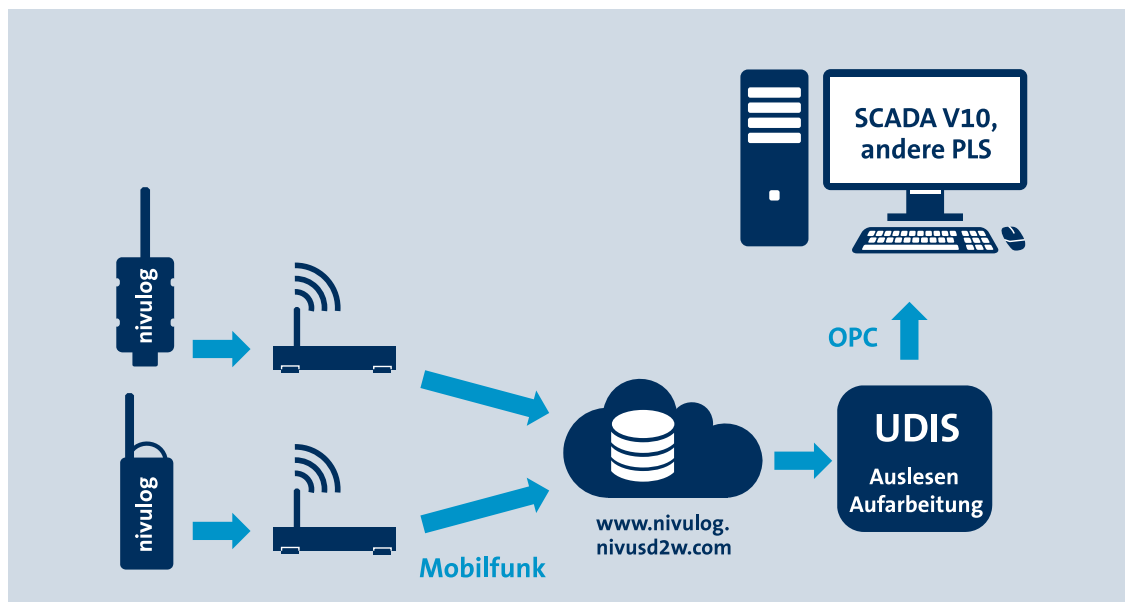 SCADA V10,
andere PLS
nivulog
OPC
nivulog
UDIS
Auslesen
Aufarbeitung
www.nivulog.
nivusd2w.com
Mobilfunk